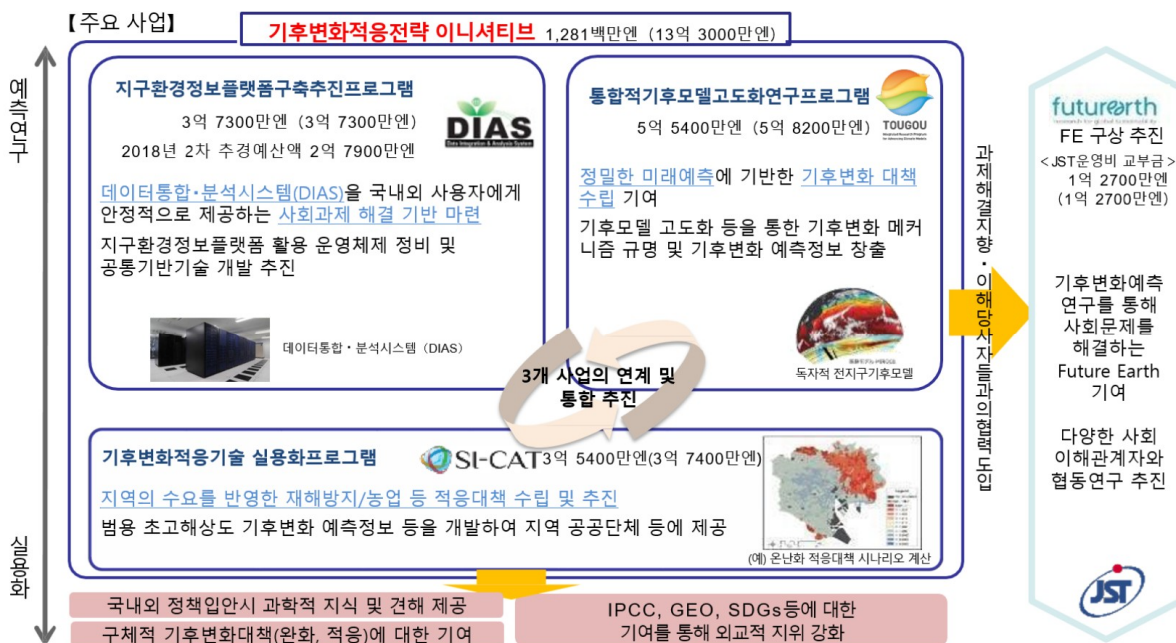 【주요 사업】
기후변화적응전략 이니셔티브 1,281백만엔 (13억 3000만엔)
예측연구
실용화
지구환경정보플랫폼구축추진프로그램
3억 7300만엔 (3억 7300만엔)
2018년 2차 추경예산액 2억 7900만엔
DIAS
Data Integration & Analysis System
데이터통합·분석시스템(DIAS)을 국내외 사용자에게
안정적으로 제공하는 사회과제 해결 기반 마련
지구환경정보플랫폼 활용 운영체제 정비 및
공통기반기술 개발 추진
데이터통합・분석시스템 (DIAS)
통합적기후모델고도화연구프로그램
5억 5400만엔 (5억 8200만엔)
TOUGOU
정밀한 미래예측에 기반한 기후변화 대책
수립 기여
기후모델 고도화 등을 통한 기후변화 메커
니즘 규명 및 기후변화 예측정보 창출
독자적 전지구기후모델
3개 사업의 연계 및
통합 추진
기후변화적응기술 실용화프로그램
SI-CAT 3억 5400만엔(3억 7400만엔)
지역의 수요를 반영한 재해방지/농업 등 적응대책 수립 및 추진
범용 초고해상도 기후변화 예측정보 등을 개발하여 지역 공공단체 등에 제공
(예) 온난화 적응대책 시나리오 계산
과제해결지향・이해당사자들과의협력도입
futurearth
research for global sustainability
FE 구상 추진
<JST운영비 교부금>
1억 2700만엔
(1억 2700만엔)
기후변화예측
연구를 통해
사회문제를
해결하는
Future Earth
기여
다양한 사회
이해관계자와
협동연구 추진
JST
국내외 정책입안시 과학적 지식 및 견해 제공
구체적 기후변화대책(완화, 적응)에 대한 기여
IPCC, GEO, SDGs등에 대한
기여를 통해 외교적 지위 강화